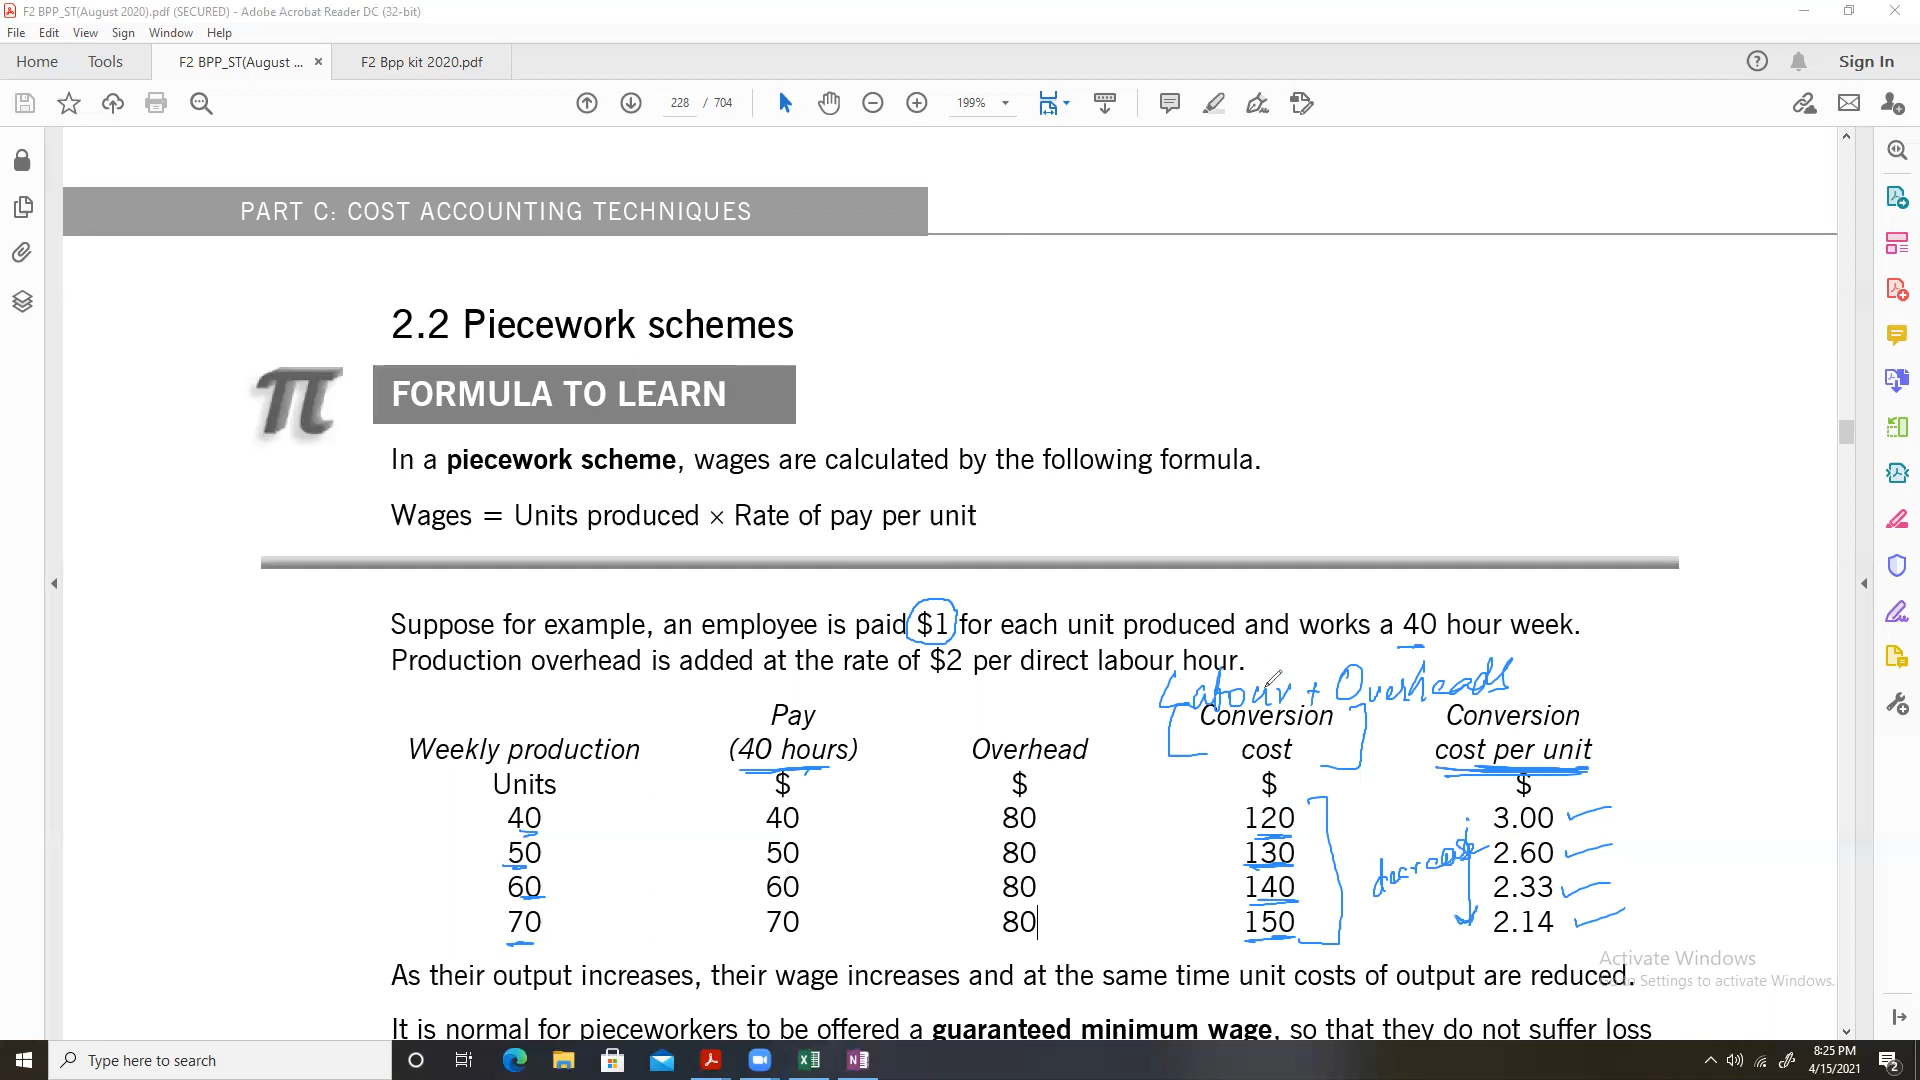 F2 BPP_ST(August 2020).pdf (SECURED) - Adobe Acrobat Reader DC (32-bit)
File Edit View Sign Window Help
Home Tools F2 BPP_ST(August ... × F2 Bpp kit 2020.pdf Sign In
228 / 704 199%
PART C: COST ACCOUNTING TECHNIQUES
2.2 Piecework schemes
π FORMULA TO LEARN
In a piecework scheme, wages are calculated by the following formula.
Wages = Units produced × Rate of pay per unit
Suppose for example, an employee is paid $1 for each unit produced and works a 40 hour week.
Production overhead is added at the rate of $2 per direct labour hour.
Labour + Overheads
Pay Conversion Conversion
Weekly production (40 hours) Overhead cost cost per unit
Units $ $ $ $
40 40 80 120 3.00
50 50 80 130 2.60
decrease
60 60 80 140 2.33
70 70 80 150 2.14
Activate Windows
As their output increases, their wage increases and at the same time unit costs of output are reduced.
Go to Settings to activate Windows.
It is normal for pieceworkers to be offered a guaranteed minimum wage, so that they do not suffer loss
Type here to search
8:25 PM
4/15/2021
2